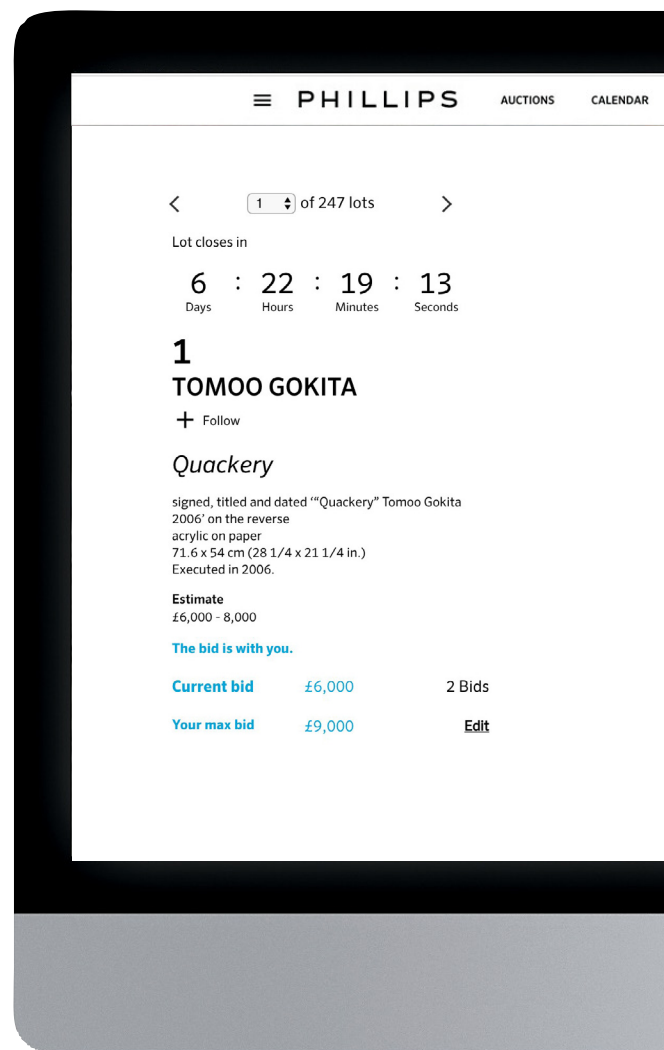 PHILLIPS AUCTIONS CALENDAR
1 of 247 lots
Lot closes in
6 : 22 : 19 : 13
Days Hours Minutes Seconds
1
TOMOO GOKITA
+ Follow
Quackery
signed, titled and dated ‘“Quackery” Tomoo Gokita
2006’ on the reverse
acrylic on paper
71.6 x 54 cm (28 1/4 x 21 1/4 in.)
Executed in 2006.
Estimate
£6,000 - 8,000
The bid is with you.
Current bid £6,000 2 Bids
Your max bid £9,000 Edit